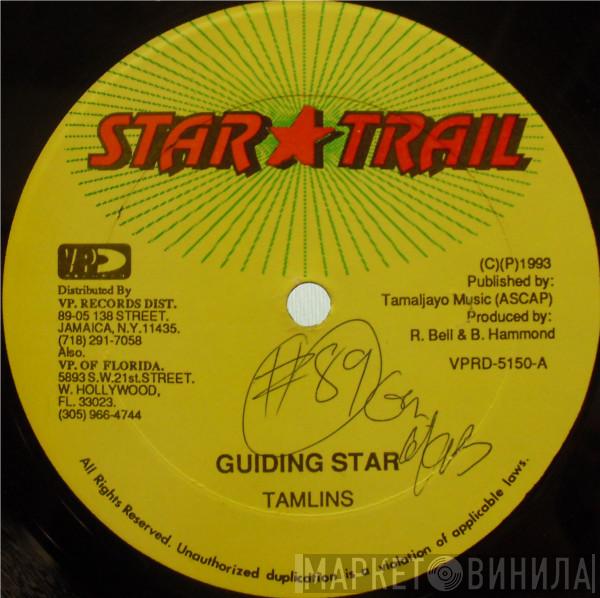 STAR TRAIL
VP
Distributed By
VP. RECORDS DIST.
89-05 138 STREET.
JAMAICA, N.Y.11435.
(718) 291-7058
Also.
VP. OF FLORIDA.
5893 S.W.21st.STREET.
W. HOLLYWOOD,
FL. 33023.
(305) 966-4744
(C)(P)1993
Published by:
Tamaljayo Music (ASCAP)
Produced by:
R. Bell & B. Hammond
VPRD-5150-A
#89
GUIDING STAR
TAMLINS
All Rights Reserved. Unauthorized duplication is a violation of applicable laws.
МАРКЕТ ВИНИЛА